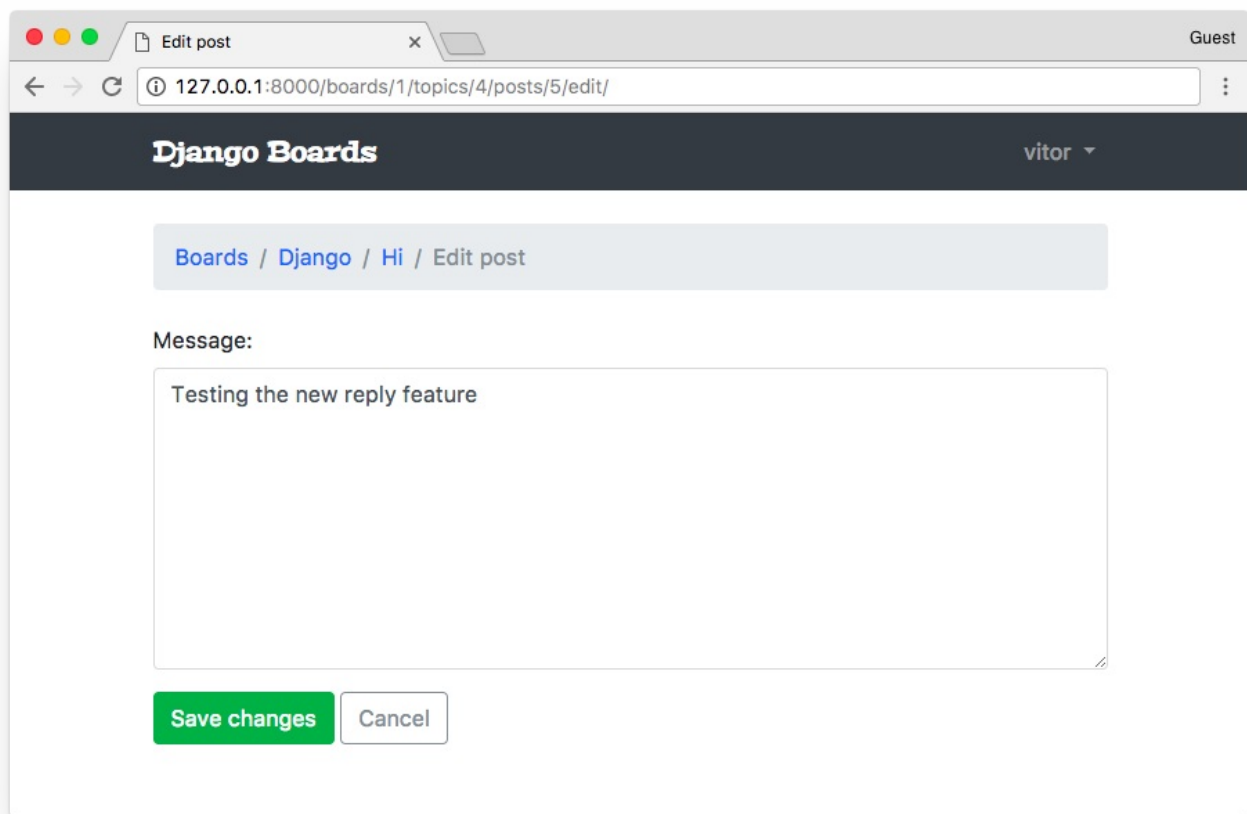 Edit post
Guest
127.0.0.1:8000/boards/1/topics/4/posts/5/edit/
Django Boards
vitor
Boards / Django / Hi / Edit post
Message:
Testing the new reply feature
Save changes
Cancel